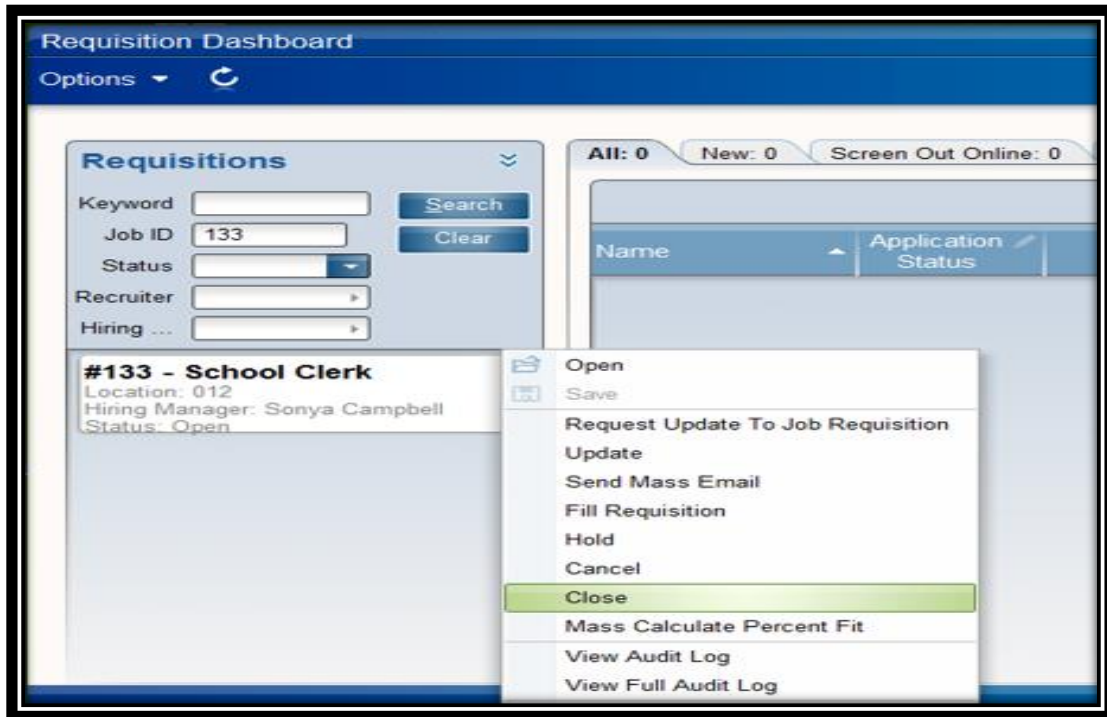 Requisition Dashboard
Options
Requisitions
Keyword
Search
Job ID 133
Clear
Status
Recruiter
Hiring ...
#133 - School Clerk
Location: 012
Hiring Manager: Sonya Campbell
Status: Open
All: 0 New: 0 Screen Out Online: 0
Name
Application
Status
Open
Save
Request Update To Job Requisition
Update
Send Mass Email
Fill Requisition
Hold
Cancel
Close
Mass Calculate Percent Fit
View Audit Log
View Full Audit Log